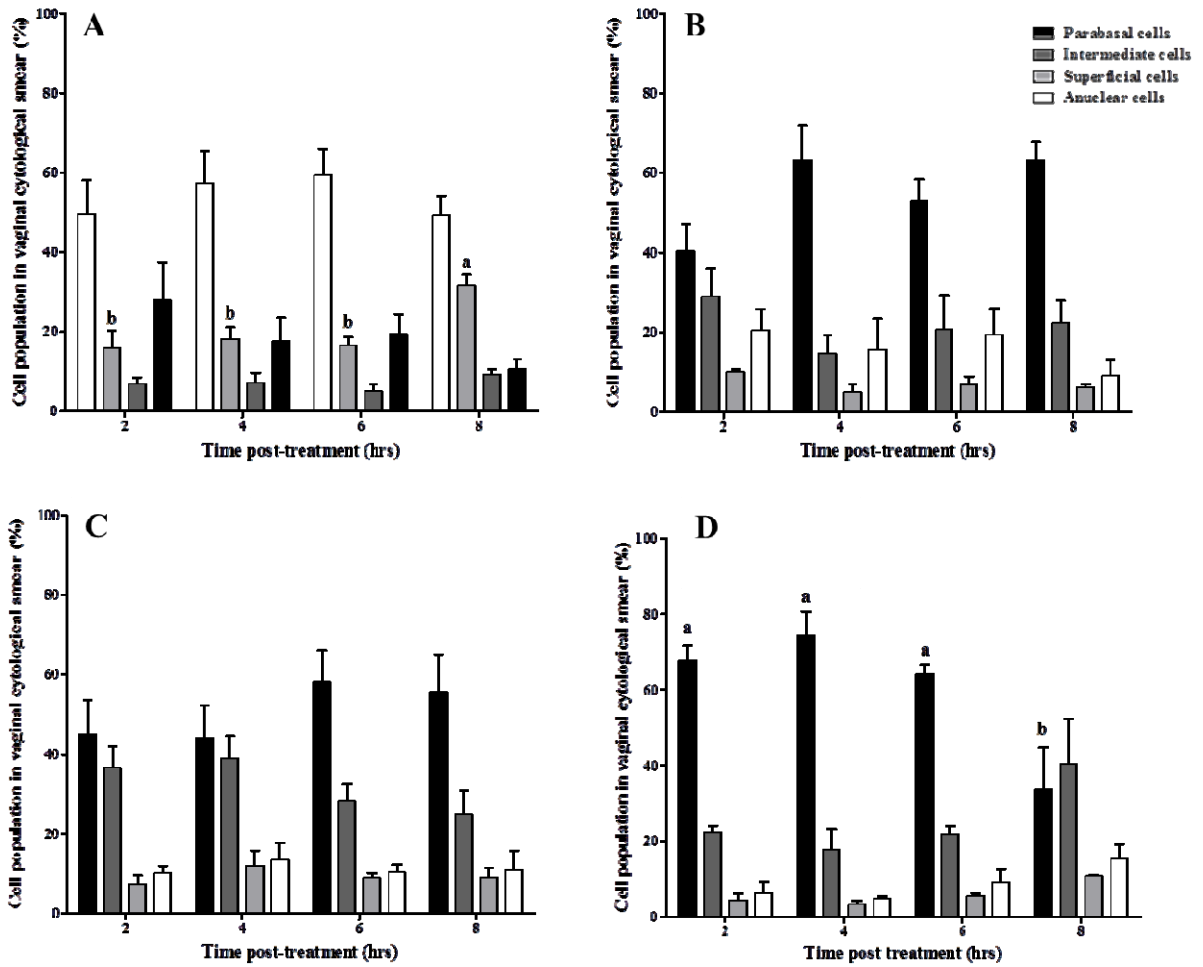 A
Cell population in vaginal cytological smear (%)
100
80
60
40
20
0
b
b
b
a
2 4 6 8
Time post-treatment (hrs)
B
Cell population in vaginal cytological smear (%)
100
80
60
40
20
0
Parabasal cells
Intermediate cells
Superficial cells
Anuclear cells
2 4 6 8
Time post-treatment (hrs)
C
Cell population in vaginal cytological smear (%)
100
80
60
40
20
0
2 4 6 8
Time post-treatment (hrs)
D
Cell population in vaginal cytological smear (%)
100
80
60
40
20
0
a
a
a
b
2 4 6 8
Time post treatment (hrs)